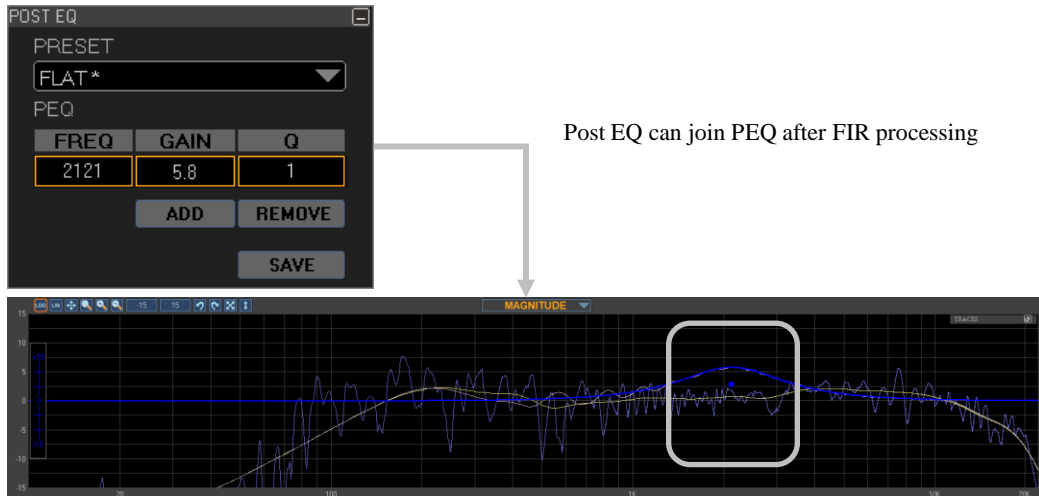 POST EQ
PRESET
FLAT*
PEQ
FREQ GAIN Q
2121 5.8 1
ADD REMOVE
SAVE
Post EQ can join PEQ after FIR processing
LOG LIN -15 15 MAGNITUDE
TRACES
15
10
5
0
-5
-10
-15
20 100 1K 10K 20K